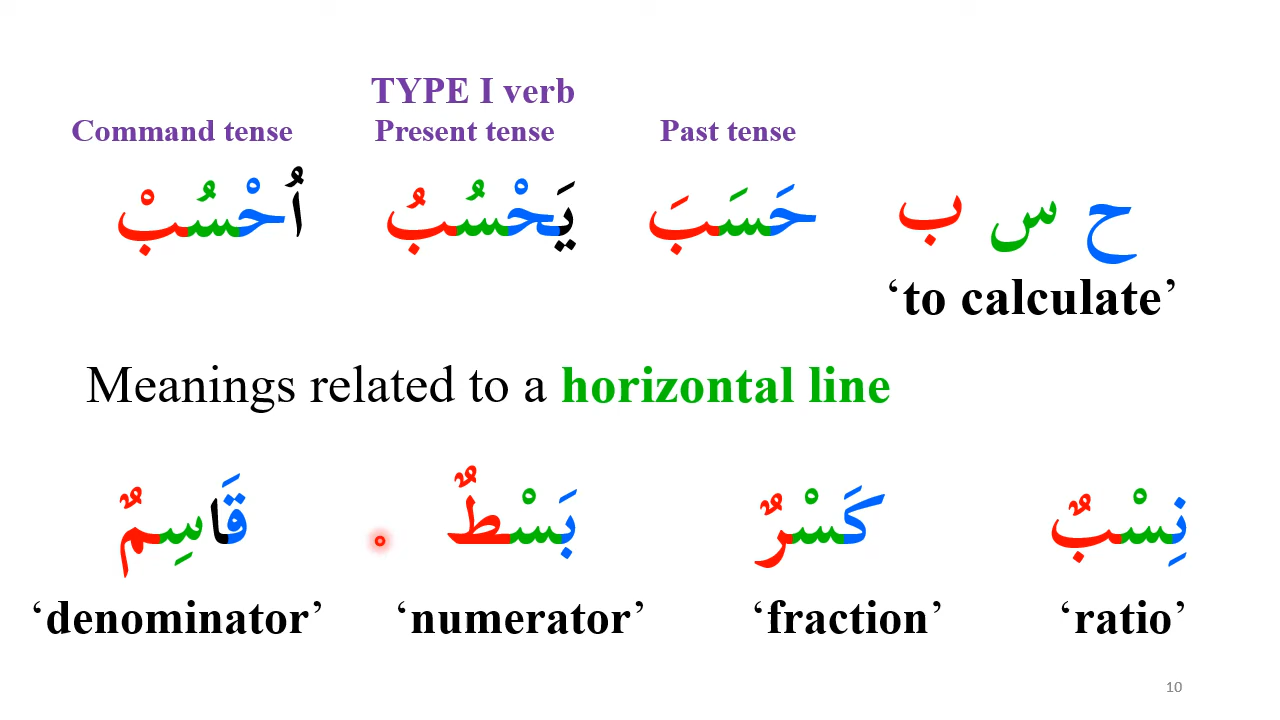 TYPE I verb
Command tense Present tense Past tense
ح س ب حَسَبَ يَحْسُبُ اُحْسُبْ
‘to calculate’
Meanings related to a horizontal line
نِسْبٌ كَسْرٌ بَسْطٌ قَاسِمٌ
‘denominator’ ‘numerator’ ‘fraction’ ‘ratio’
10